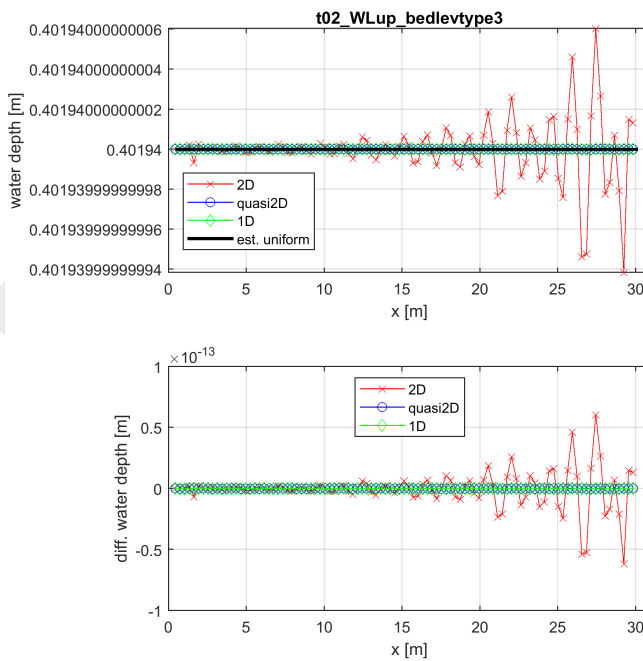 t02_WLup_bedlevtype3
0.40194000000006
0.40194000000004
0.40194000000002
0.40194
0.40193999999998
0.40193999999996
0.40193999999994
water depth [m]
2D
quasi2D
1D
est. uniform
0 5 10 15 20 25 30
x [m]
×10-13
1
0.5
0
-0.5
-1
diff. water depth [m]
2D
quasi2D
1D
0 5 10 15 20 25 30
x [m]